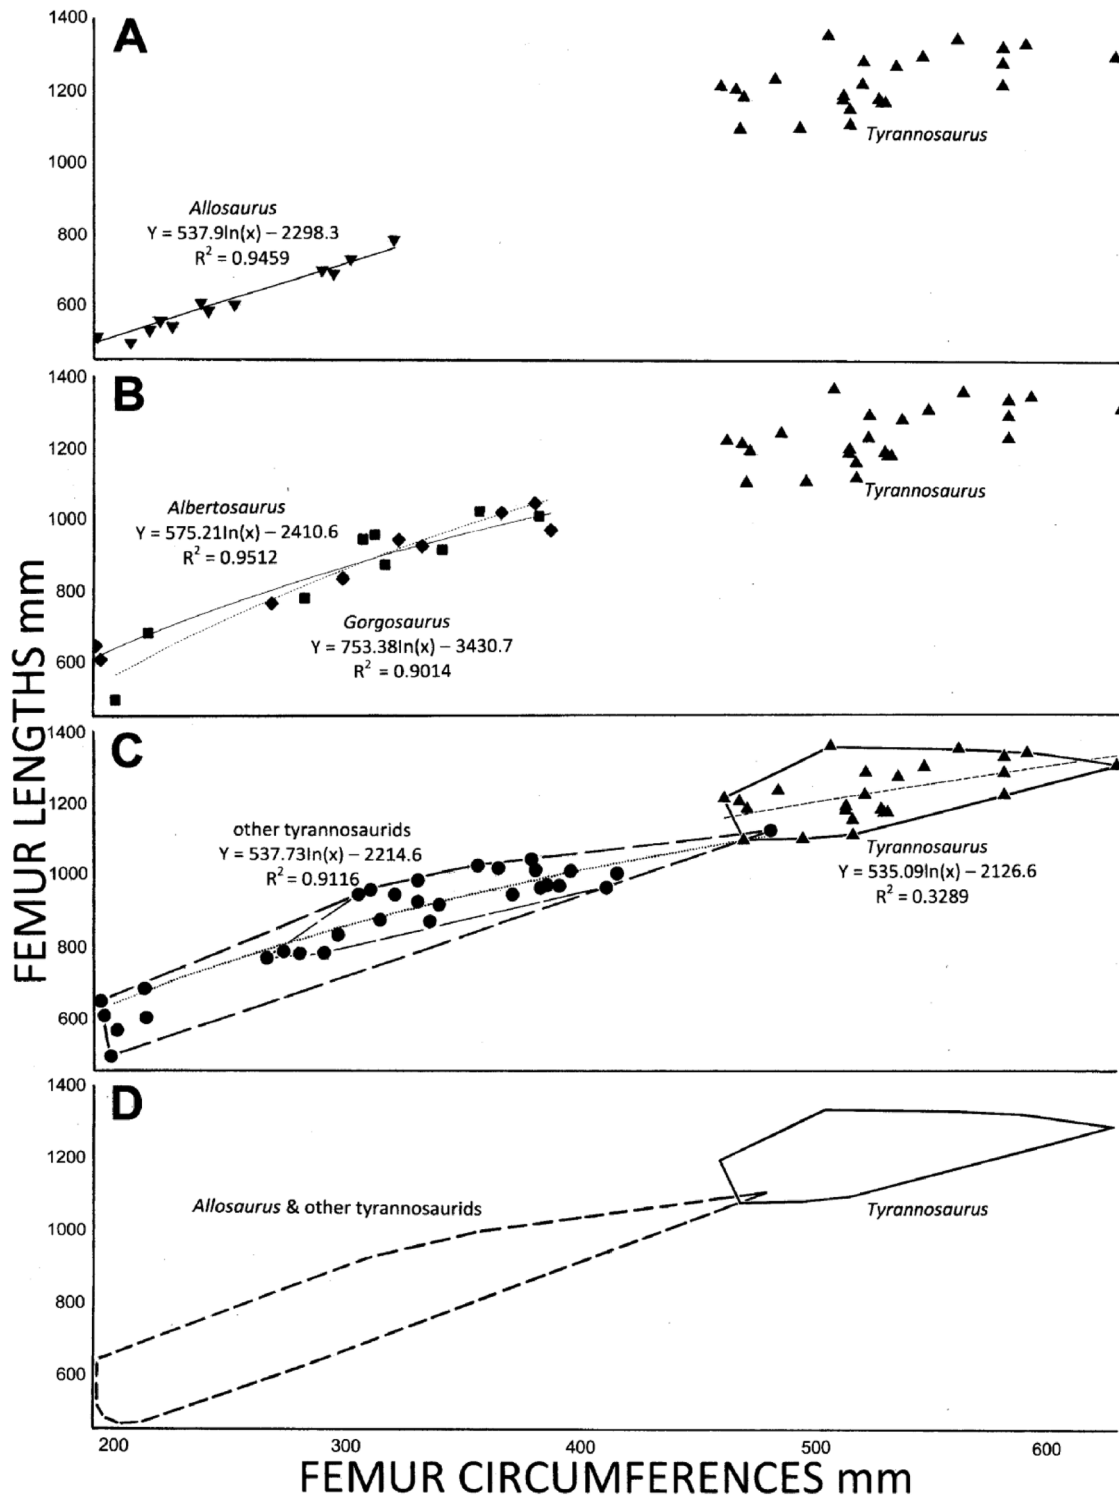 A
1400
1200
1000
800
600
Tyrannosaurus
Allosaurus
Y = 537.9ln(x) – 2298.3
R² = 0.9459
B
1400
1200
1000
800
600
Tyrannosaurus
Albertosaurus
Y = 575.21ln(x) – 2410.6
R² = 0.9512
Gorgosaurus
Y = 753.38ln(x) – 3430.7
R² = 0.9014
C
1400
1200
1000
800
600
other tyrannosaurids
Y = 537.73ln(x) – 2214.6
R² = 0.9116
Tyrannosaurus
Y = 535.09ln(x) – 2126.6
R² = 0.3289
D
1400
1200
1000
800
600
Allosaurus & other tyrannosaurids
Tyrannosaurus
200 300 400 500 600
FEMUR LENGTHS mm
FEMUR CIRCUMFERENCES mm